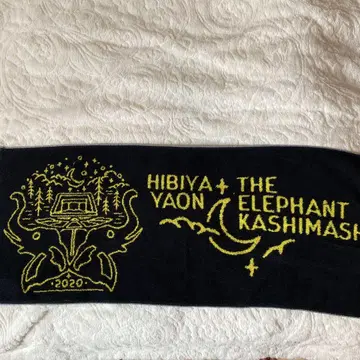 HIBIYA THE
YAON ELEPHANT
KASHIMASH
2020